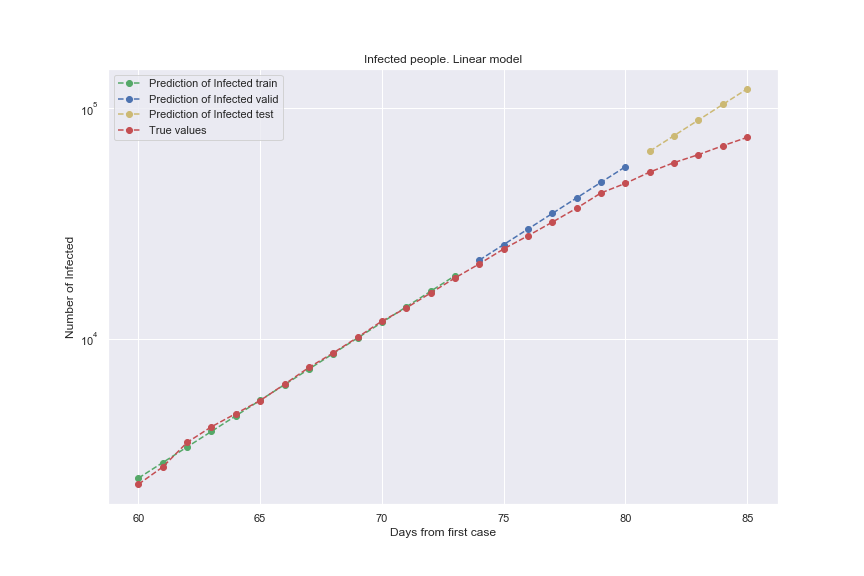 Infected people. Linear model
Prediction of Infected train
Prediction of Infected valid
Prediction of Infected test
True values
10^5
10^4
Number of Infected
60 65 70 75 80 85
Days from first case